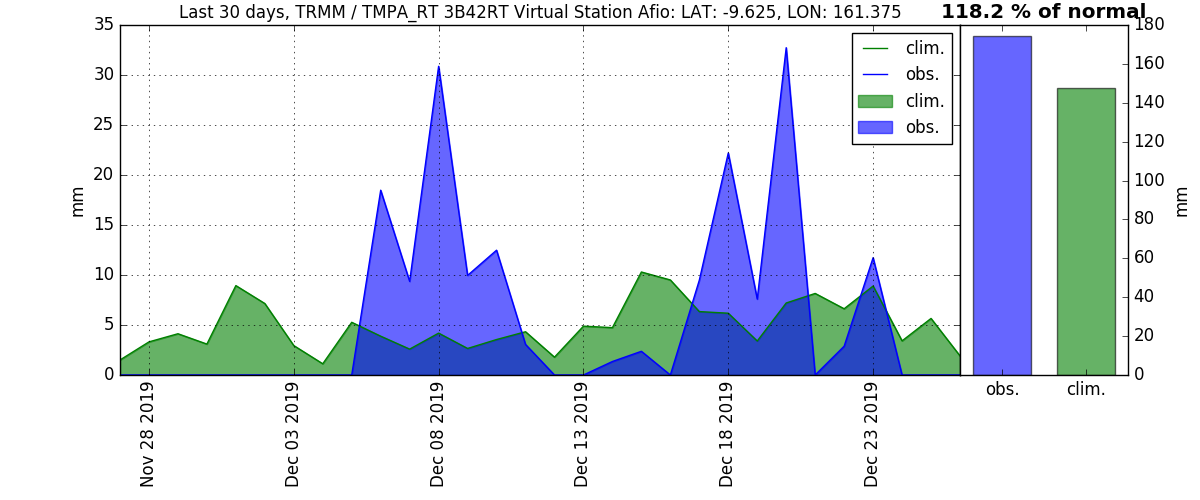 Last 30 days, TRMM / TMPA_RT 3B42RT Virtual Station Afio: LAT: -9.625, LON: 161.375
118.2 % of normal
35
30
25
20
15
10
5
0
mm
clim.
obs.
clim.
obs.
Nov 28 2019
Dec 03 2019
Dec 08 2019
Dec 13 2019
Dec 18 2019
Dec 23 2019
180
160
140
120
100
80
60
40
20
0
mm
obs.
clim.